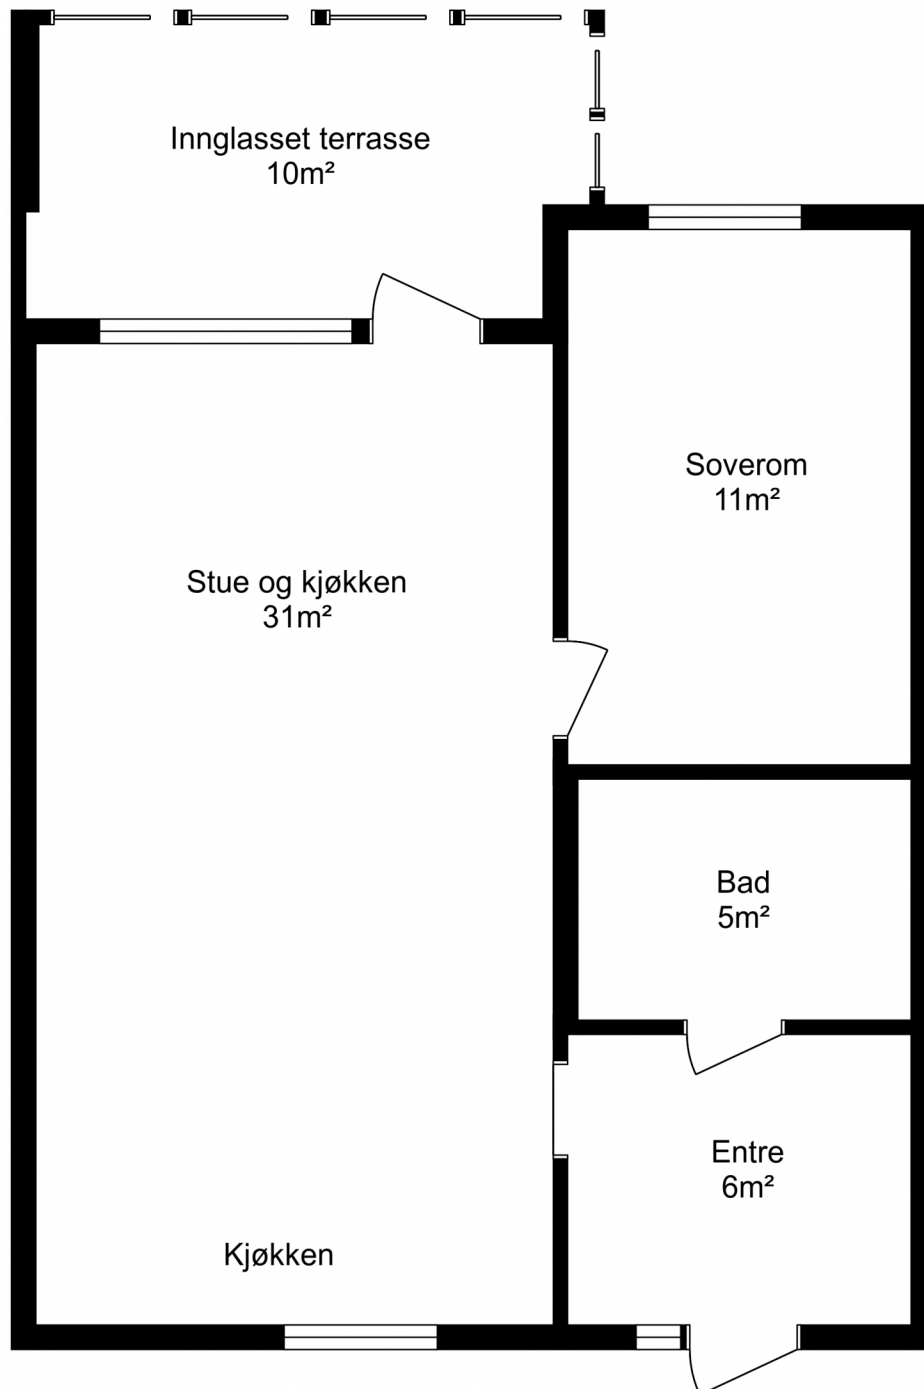 Innglasset terrasse
10m²
Soverom
11m²
Stue og kjøkken
31m²
Bad
5m²
Entre
6m²
Kjøkken